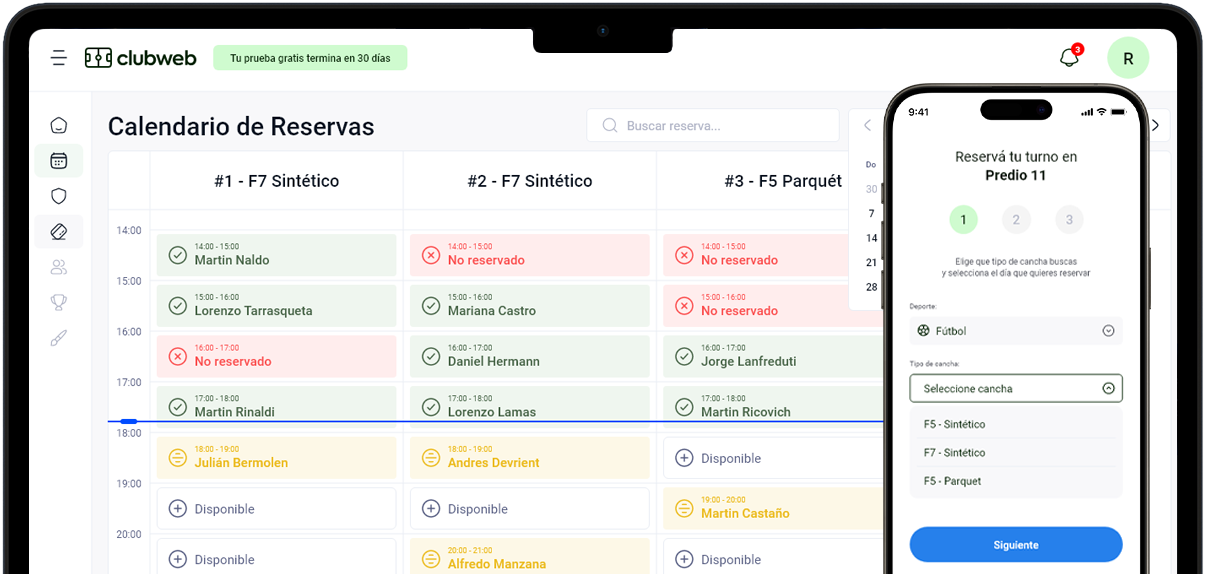 clubweb
Tu prueba gratis termina en 30 días
3
R
Calendario de Reservas
Buscar reserva...
#1 - F7 Sintético
#2 - F7 Sintético
#3 - F5 Parquét
14:00
14:00 - 15:00
Martin Naldo
14:00 - 15:00
No reservado
14:00 - 15:00
No reservado
15:00
15:00 - 16:00
Lorenzo Tarrasqueta
15:00 - 16:00
Mariana Castro
15:00 - 16:00
No reservado
16:00
16:00 - 17:00
No reservado
16:00 - 17:00
Daniel Hermann
16:00 - 17:00
Jorge Lanfreduti
17:00
17:00 - 18:00
Martin Rinaldi
17:00 - 18:00
Lorenzo Lamas
17:00 - 18:00
Martin Ricovich
18:00
18:00 - 19:00
Julián Bermolen
18:00 - 19:00
Andres Devrient
Disponible
19:00
Disponible
Disponible
19:00 - 20:00
Martin Castaño
20:00
Disponible
20:00 - 21:00
Alfredo Manzana
Disponible
Do
30
7
14
21
28
9:41
Reservá tu turno en
Predio 11
1
2
3
Elige que tipo de cancha buscas
y selecciona el día que quieres reservar
Deporte:
Fútbol
Tipo de cancha:
Seleccione cancha
F5 - Sintético
F7 - Sintético
F5 - Parquet
Siguiente